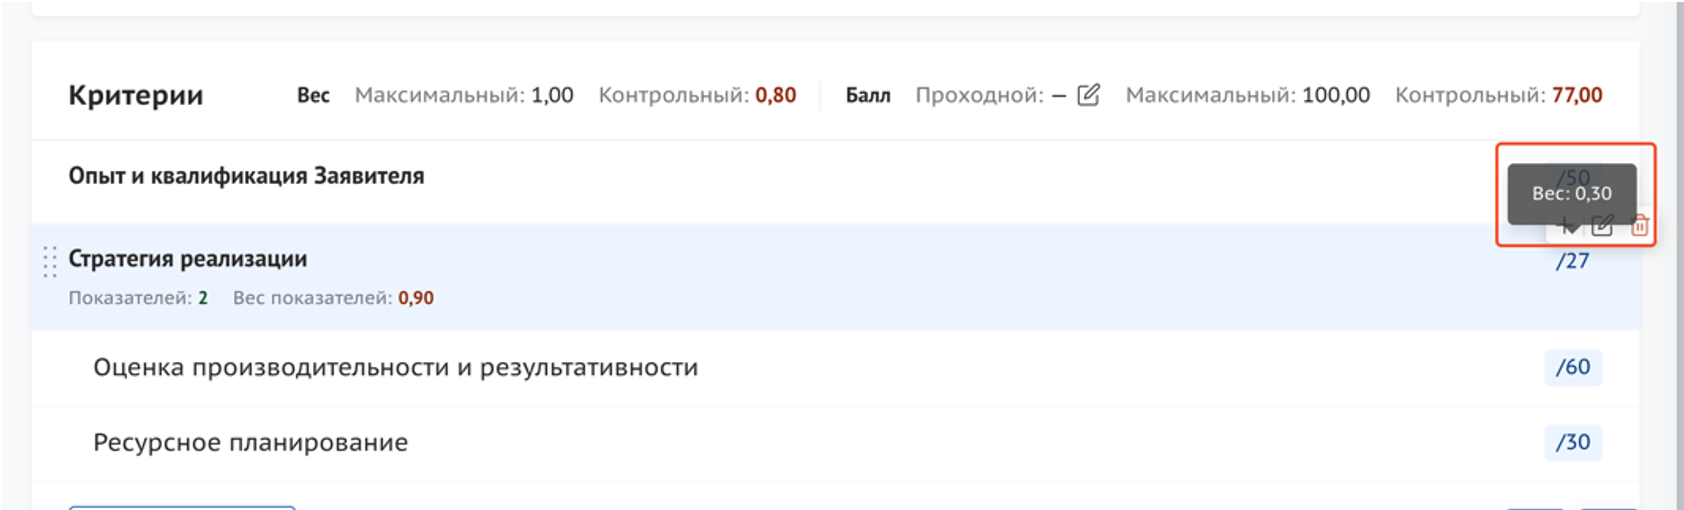 Критерии Вес Максимальный: 1,00 Контрольный: 0,80 Балл Проходной: – Максимальный: 100,00 Контрольный: 77,00
Опыт и квалификация Заявителя /50
Вес: 0,30
Стратегия реализации /27
Показателей: 2 Вес показателей: 0,90
Оценка производительности и результативности /60
Ресурсное планирование /30